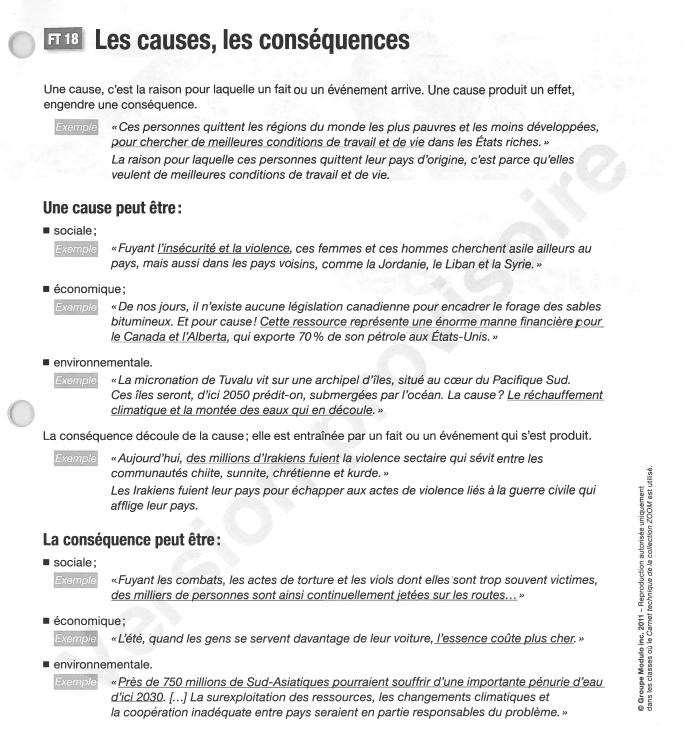 FT 18 Les causes, les conséquences
Une cause, c'est la raison pour laquelle un fait ou un événement arrive. Une cause produit un effet,
engendre une conséquence.
Exemple «Ces personnes quittent les régions du monde les plus pauvres et les moins développées,
pour chercher de meilleures conditions de travail et de vie dans les États riches.»
La raison pour laquelle ces personnes quittent leur pays d'origine, c'est parce qu'elles
veulent de meilleures conditions de travail et de vie.
Une cause peut être :
■ sociale;
Exemple «Fuyant l'insécurité et la violence, ces femmes et ces hommes cherchent asile ailleurs au
pays, mais aussi dans les pays voisins, comme la Jordanie, le Liban et la Syrie.»
■ économique;
Exemple «De nos jours, il n'existe aucune législation canadienne pour encadrer le forage des sables
bitumineux. Et pour cause! Cette ressource représente une énorme manne financière pour
le Canada et l'Alberta, qui exporte 70 % de son pétrole aux États-Unis.»
■ environnementale.
Exemple «La micronation de Tuvalu vit sur une archipel d'îles, situé au cœur du Pacifique Sud.
Ces îles seront, d'ici 2050 prédit-on, submergées par l'océan. La cause? Le réchauffement
climatique et la montée des eaux qui en découle.»
La conséquence découle de la cause; elle est entraînée par un fait ou un événement qui s'est produit.
Exemple «Aujourd'hui, des millions d'Irakiens fuient la violence sectaire qui sévit entre les
communautés chiite, sunnite, chrétienne et kurde.»
Les Irakiens fuient leur pays pour échapper aux actes de violence liés à la guerre civile qui
afflige leur pays.
La conséquence peut être :
■ sociale;
Exemple «Fuyant les combats, les actes de torture et les viols dont elles sont trop souvent victimes,
des milliers de personnes sont ainsi continuellement jetées sur les routes...»
■ économique;
Exemple «L'été, quand les gens se servent davantage de leur voiture, l'essence coûte plus cher.»
■ environnementale.
Exemple «Près de 750 millions de Sud-Asiatiques pourraient souffrir d'une importante pénurie d'eau
d'ici 2030. [...] La surexploitation des ressources, les changements climatiques et
la coopération inadéquate entre pays seraient en partie responsables du problème.»
© Groupe Modulo inc. 2011 – Reproduction autorisée uniquement
dans les classes où le Carnet technique de la collection ZOOM est utilisé.
version provisoire